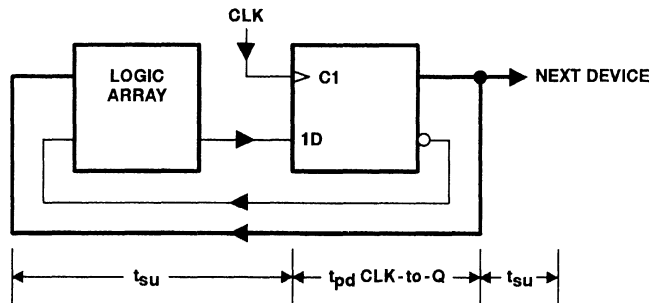 CLK
LOGIC
ARRAY
C1
1D
NEXT DEVICE
tsu
tpd CLK-to-Q
tsu